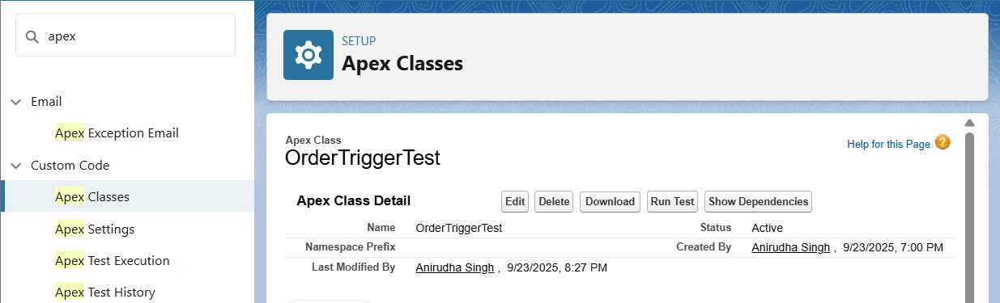 apex
Email
Apex Exception Email
Custom Code
Apex Classes
Apex Settings
Apex Test Execution
Apex Test History
SETUP
Apex Classes
Apex Class
OrderTriggerTest
Help for this Page ?
Apex Class Detail Edit Delete Download Run Test Show Dependencies
Name OrderTriggerTest Status Active
Namespace Prefix Created By Anirudha Singh , 9/23/2025, 7:00 PM
Last Modified By Anirudha Singh , 9/23/2025, 8:27 PM